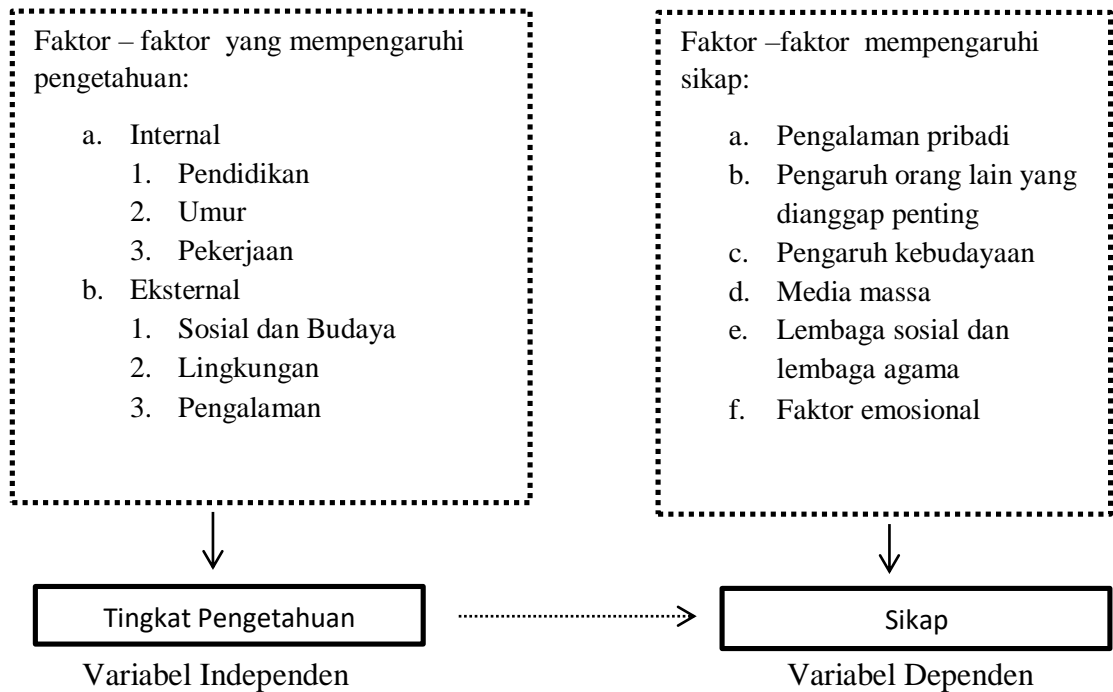 Faktor – faktor yang mempengaruhi
pengetahuan:
a. Internal
1. Pendidikan
2. Umur
3. Pekerjaan
b. Eksternal
1. Sosial dan Budaya
2. Lingkungan
3. Pengalaman
Faktor –faktor mempengaruhi
sikap:
a. Pengalaman pribadi
b. Pengaruh orang lain yang
dianggap penting
c. Pengaruh kebudayaan
d. Media massa
e. Lembaga sosial dan
lembaga agama
f. Faktor emosional
Tingkat Pengetahuan
Sikap
Variabel Independen
Variabel Dependen